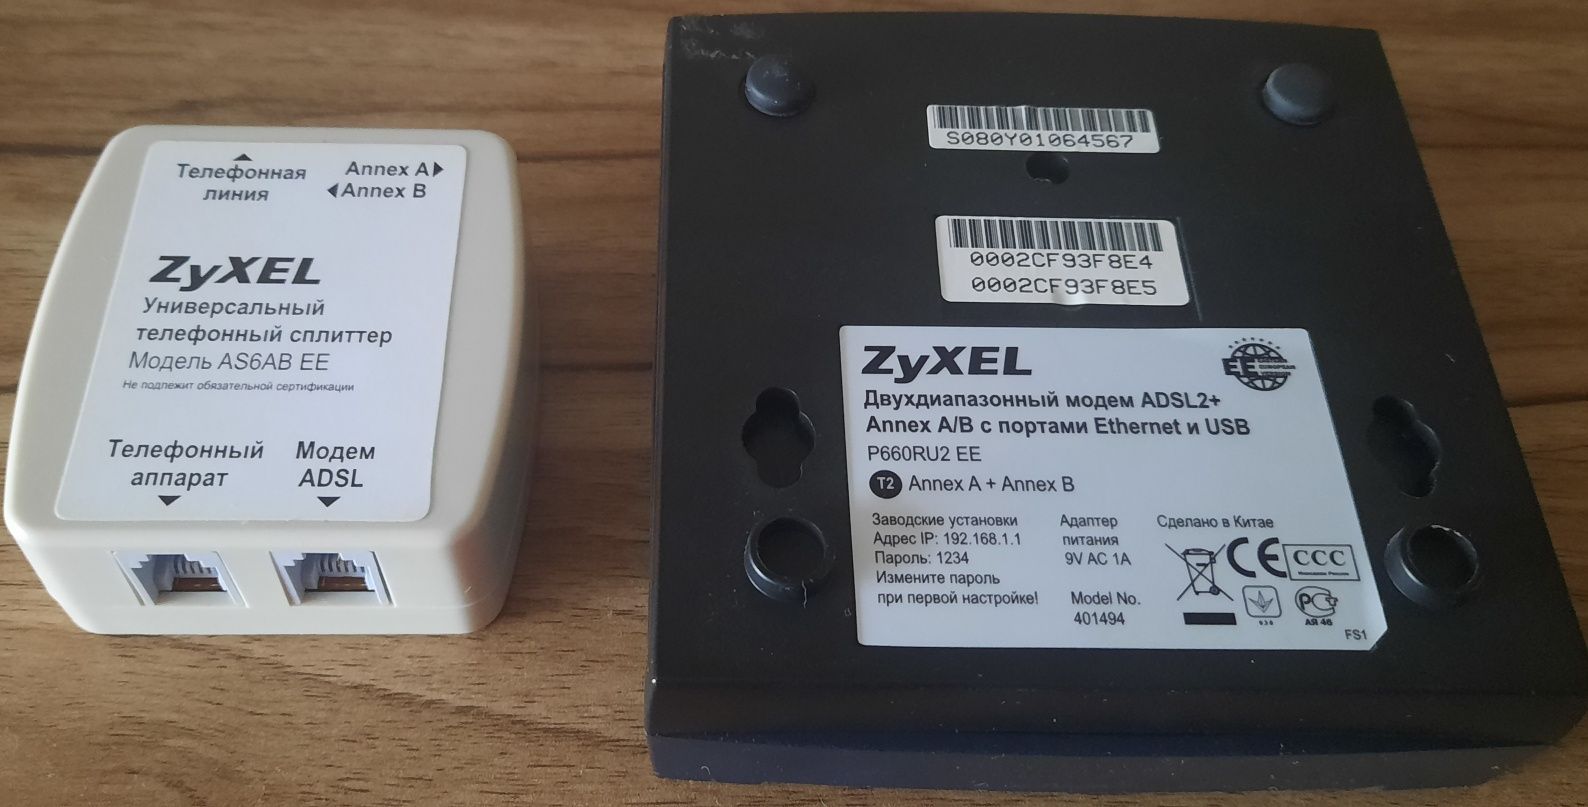 Телефонная
линия
Annex A
Annex B
ZyXEL
Универсальный
телефонный сплиттер
Модель AS6AB EE
Не подлежит обязательной сертификации
Телефонный
аппарат
Модем
ADSL
S080Y01064567
0002CF93F8E4
0002CF93F8E5
ZyXEL
EE
Двухдиапазонный модем ADSL2+
Annex A/B с портами Ethernet и USB
P660RU2 EE
T2 Annex A + Annex B
Заводские установки
Адрес IP: 192.168.1.1
Пароль: 1234
Измените пароль
при первой настройке!
Адаптер
питания
9V AC 1A
Model No.
401494
Сделано в Китае
CE
ССС
РСТ
АЯ 46
FS1